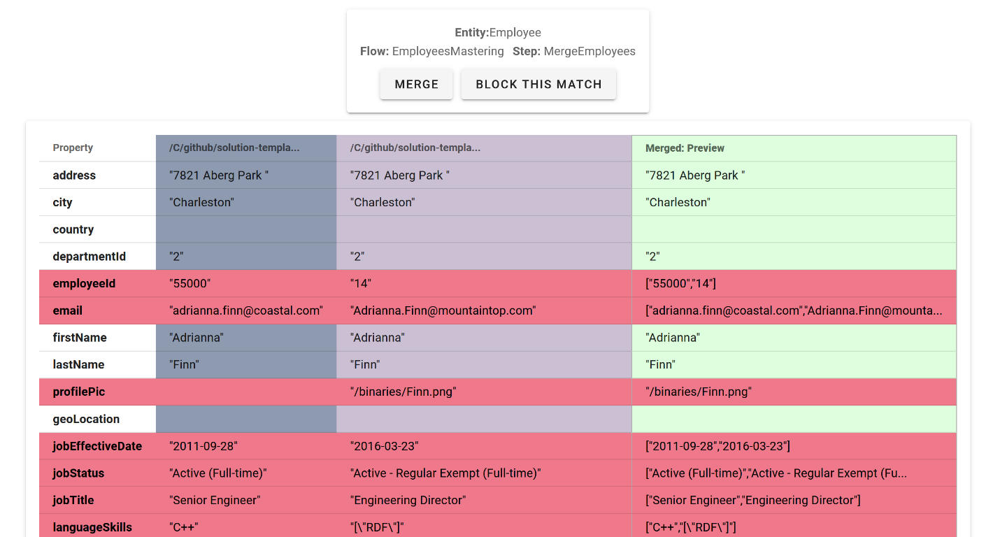 Entity:Employee
Flow: EmployeesMastering Step: MergeEmployees
MERGE BLOCK THIS MATCH
Property /C/github/solution-templa... /C/github/solution-templa... Merged: Preview
address "7821 Aberg Park " "7821 Aberg Park " "7821 Aberg Park "
city "Charleston" "Charleston" "Charleston"
country
departmentId "2" "2" "2"
employeeId "55000" "14" ["55000","14"]
email "adrianna.finn@coastal.com" "Adrianna.Finn@mountaintop.com" ["adrianna.finn@coastal.com","Adrianna.Finn@mounta...
firstName "Adrianna" "Adrianna" "Adrianna"
lastName "Finn" "Finn" "Finn"
profilePic "/binaries/Finn.png" "/binaries/Finn.png"
geoLocation
jobEffectiveDate "2011-09-28" "2016-03-23" ["2011-09-28","2016-03-23"]
jobStatus "Active (Full-time)" "Active - Regular Exempt (Full-time)" ["Active (Full-time)","Active - Regular Exempt (Fu...
jobTitle "Senior Engineer" "Engineering Director" ["Senior Engineer","Engineering Director"]
languageSkills "C++" "[\"RDF\"]" ["C++","[\"RDF\"]"]